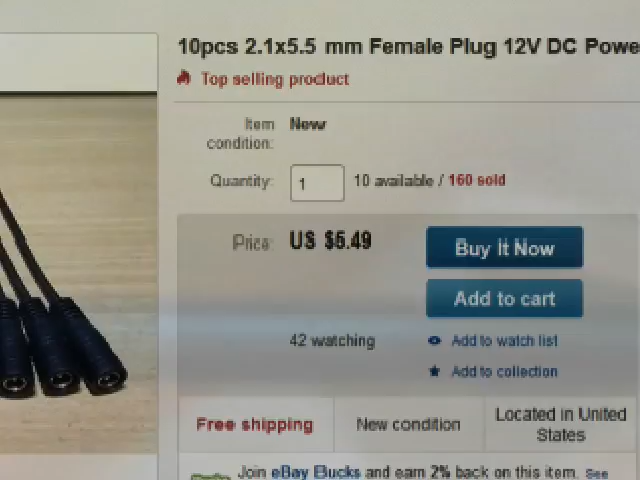 10pcs 2.1x5.5 mm Female Plug 12V DC Powe
Top selling product
Item condition: New
Quantity: 1 10 available / 160 sold
Price: US $5.49 Buy It Now
Add to cart
42 watching Add to watch list
Add to collection
Free shipping New condition Located in United States
Join eBay Bucks and earn 2% back on this item. See